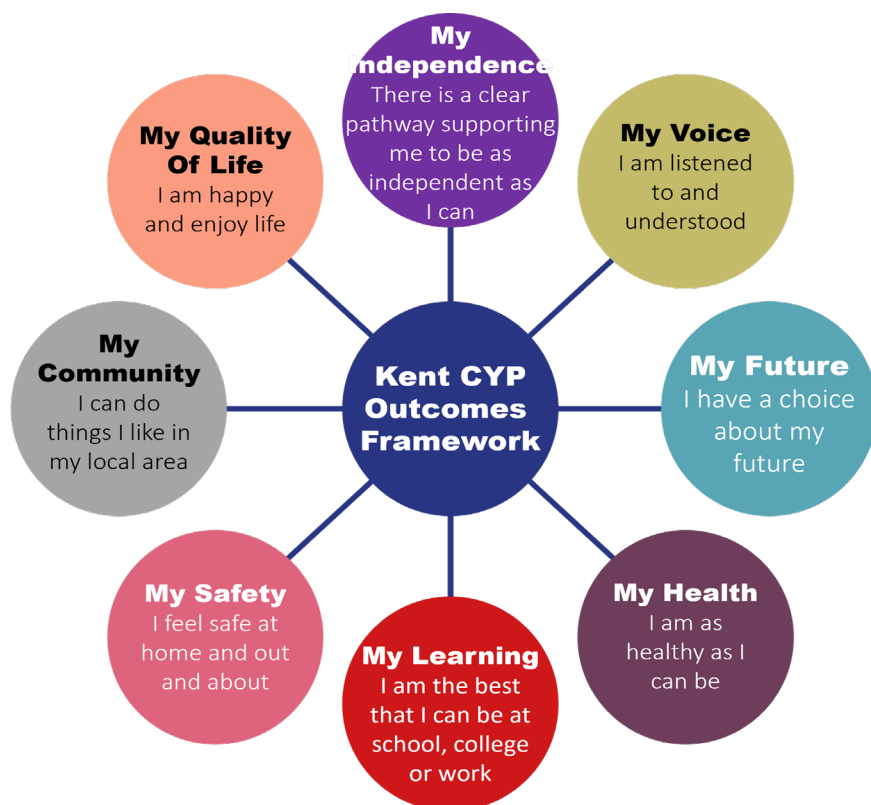 My
Independence
There is a clear
pathway supporting
me to be as
independent as
I can
My Voice
I am listened
to and
understood
My Future
I have a choice
about my
future
My Health
I am as
healthy as I
can be
My Learning
I am the best
that I can be at
school, college
or work
My Safety
I feel safe at
home and out
and about
My
Community
I can do
things I like in
my local area
My Quality
Of Life
I am happy
and enjoy life
Kent CYP
Outcomes
Framework